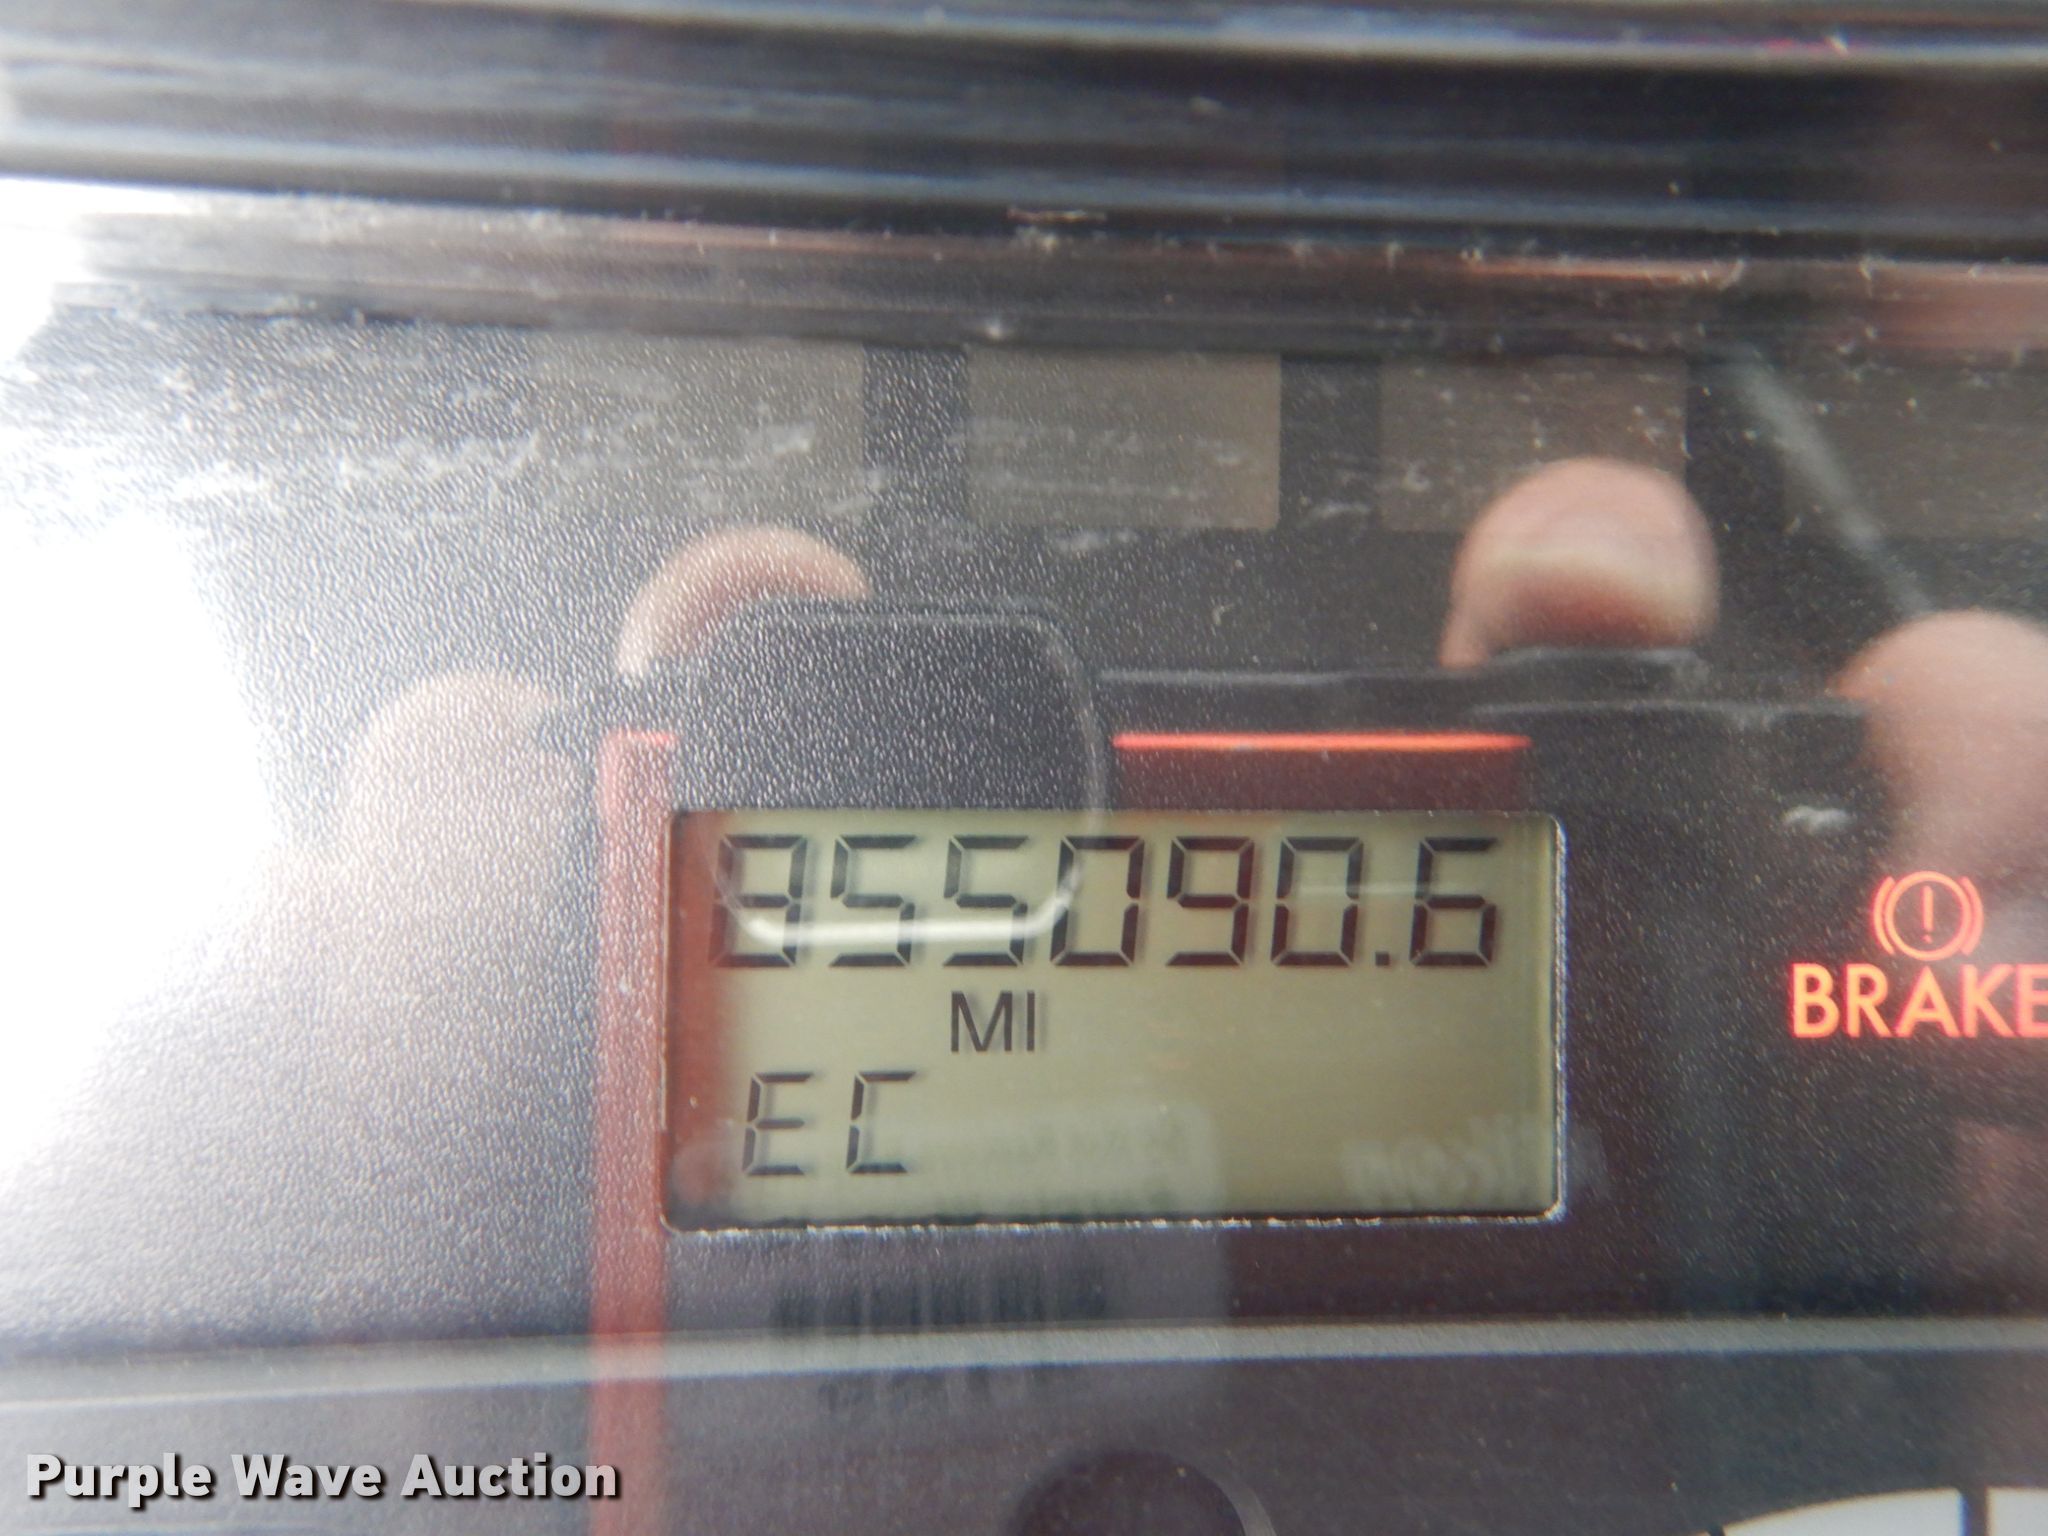 855090.6
MI
EC
BRAKE
Purple Wave Auction